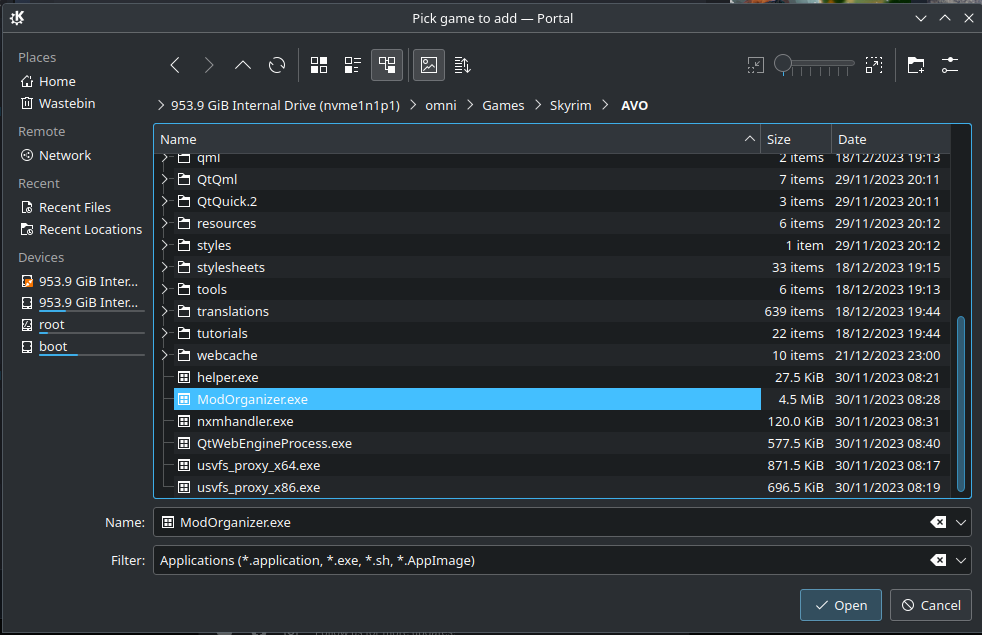 Pick game to add — Portal
Places
Home
Wastebin
Remote
Network
Recent
Recent Files
Recent Locations
Devices
953.9 GiB Inter...
953.9 GiB Inter...
root
boot
953.9 GiB Internal Drive (nvme1n1p1) > omni > Games > Skyrim > AVO
Name Size Date
qml 2 items 18/12/2023 19:13
QtQml 7 items 29/11/2023 20:11
QtQuick.2 3 items 29/11/2023 20:11
resources 6 items 29/11/2023 20:12
styles 1 item 29/11/2023 20:12
stylesheets 33 items 18/12/2023 19:15
tools 6 items 18/12/2023 19:13
translations 639 items 18/12/2023 19:44
tutorials 22 items 18/12/2023 19:44
webcache 10 items 21/12/2023 23:00
helper.exe 27.5 KiB 30/11/2023 08:21
ModOrganizer.exe 4.5 MiB 30/11/2023 08:28
nxmhandler.exe 120.0 KiB 30/11/2023 08:31
QtWebEngineProcess.exe 577.5 KiB 30/11/2023 08:40
usvfs_proxy_x64.exe 871.5 KiB 30/11/2023 08:17
usvfs_proxy_x86.exe 696.5 KiB 30/11/2023 08:19
Name: ModOrganizer.exe
Filter: Applications (*.application, *.exe, *.sh, *.AppImage)
Open Cancel